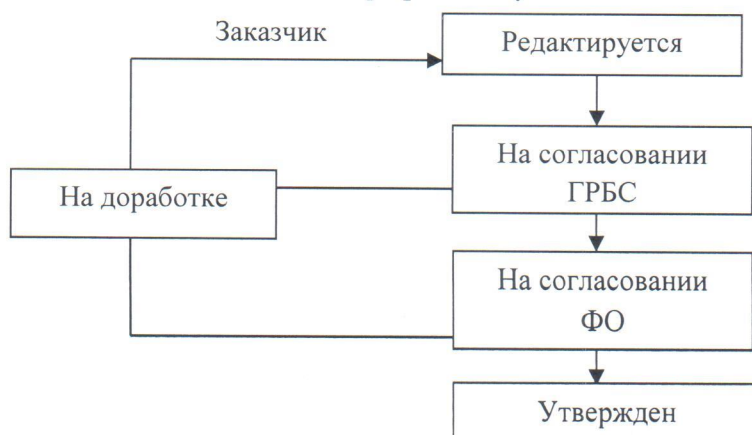 Заказчик
Редактируется
На согласовании
ГРБС
На доработке
На согласовании
ФО
Утвержден